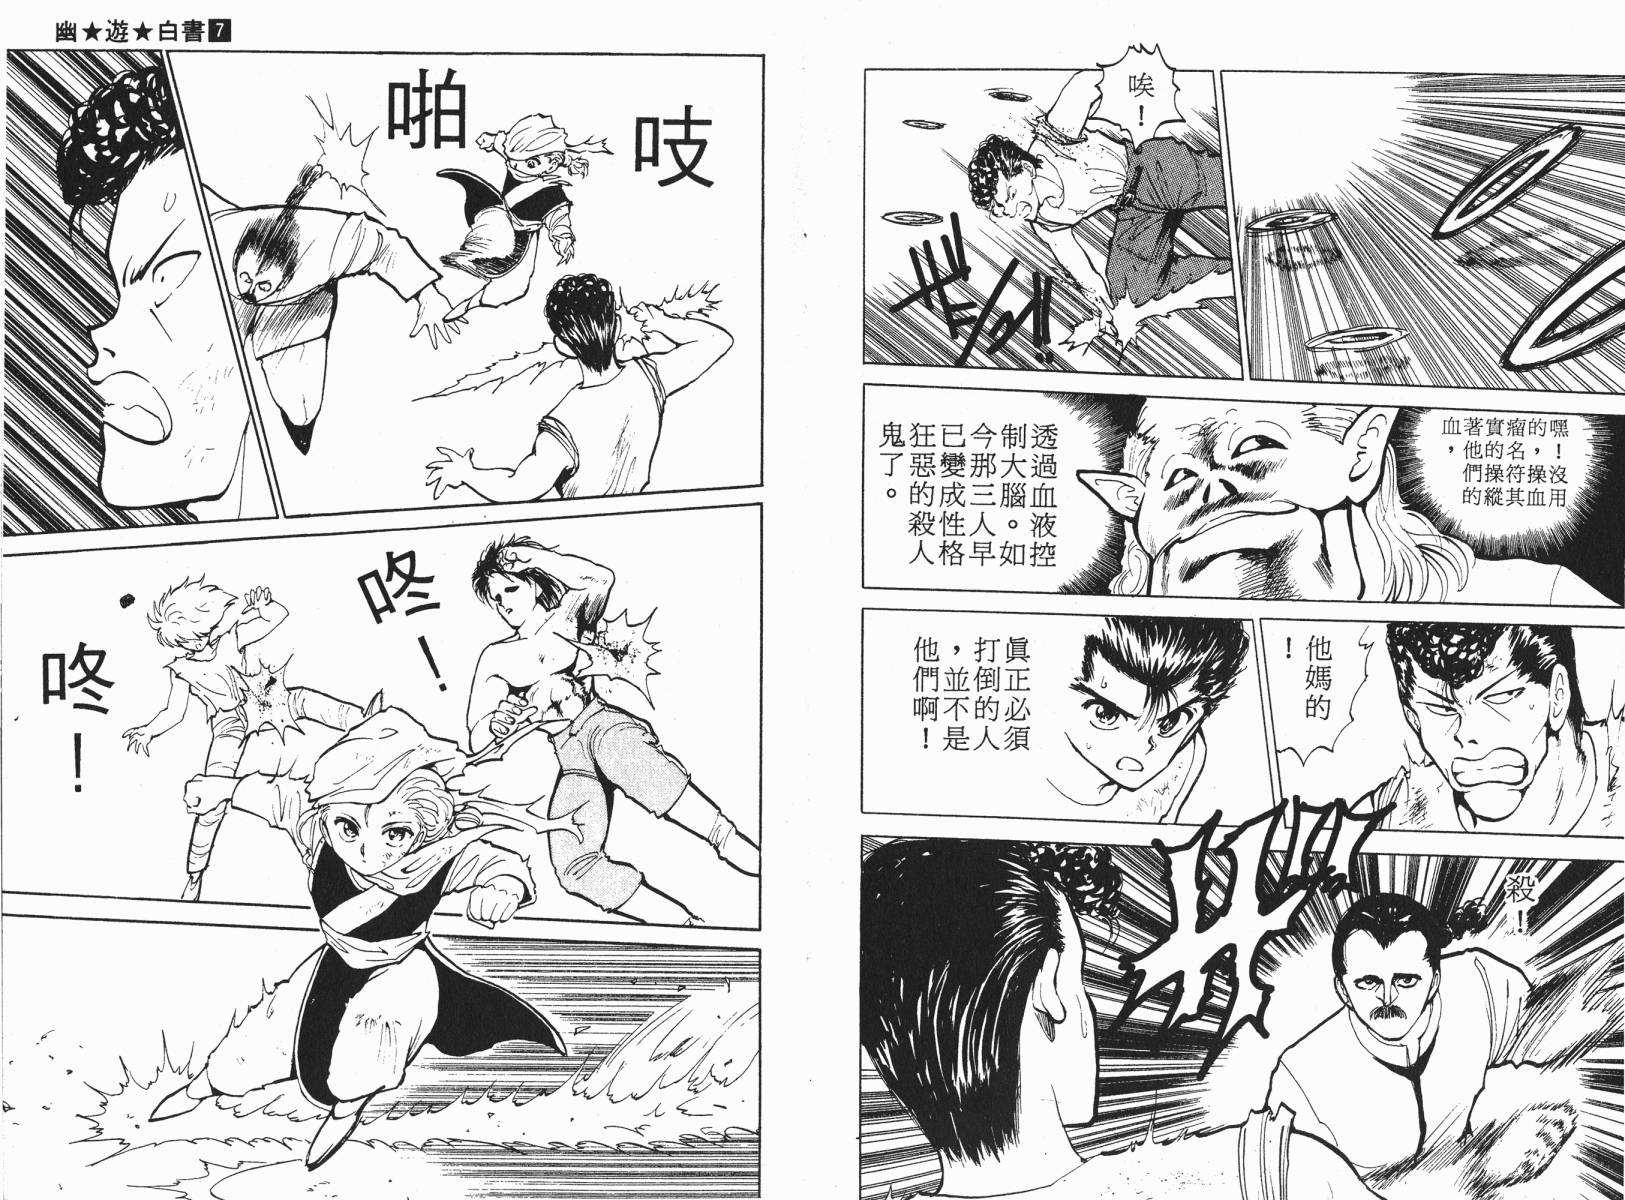 唉！
嘿！沒用
的，操血
瘤名符其
實的操縱
著他們的
血，
透過血液控
制大腦。如
今那三人早
已變成性格
狂惡的殺人
鬼了。
他媽的
！
眞正必須
打倒的人
，並不是
他們啊！
殺！
幽★遊★白書7
吱
啪
咚！
咚！